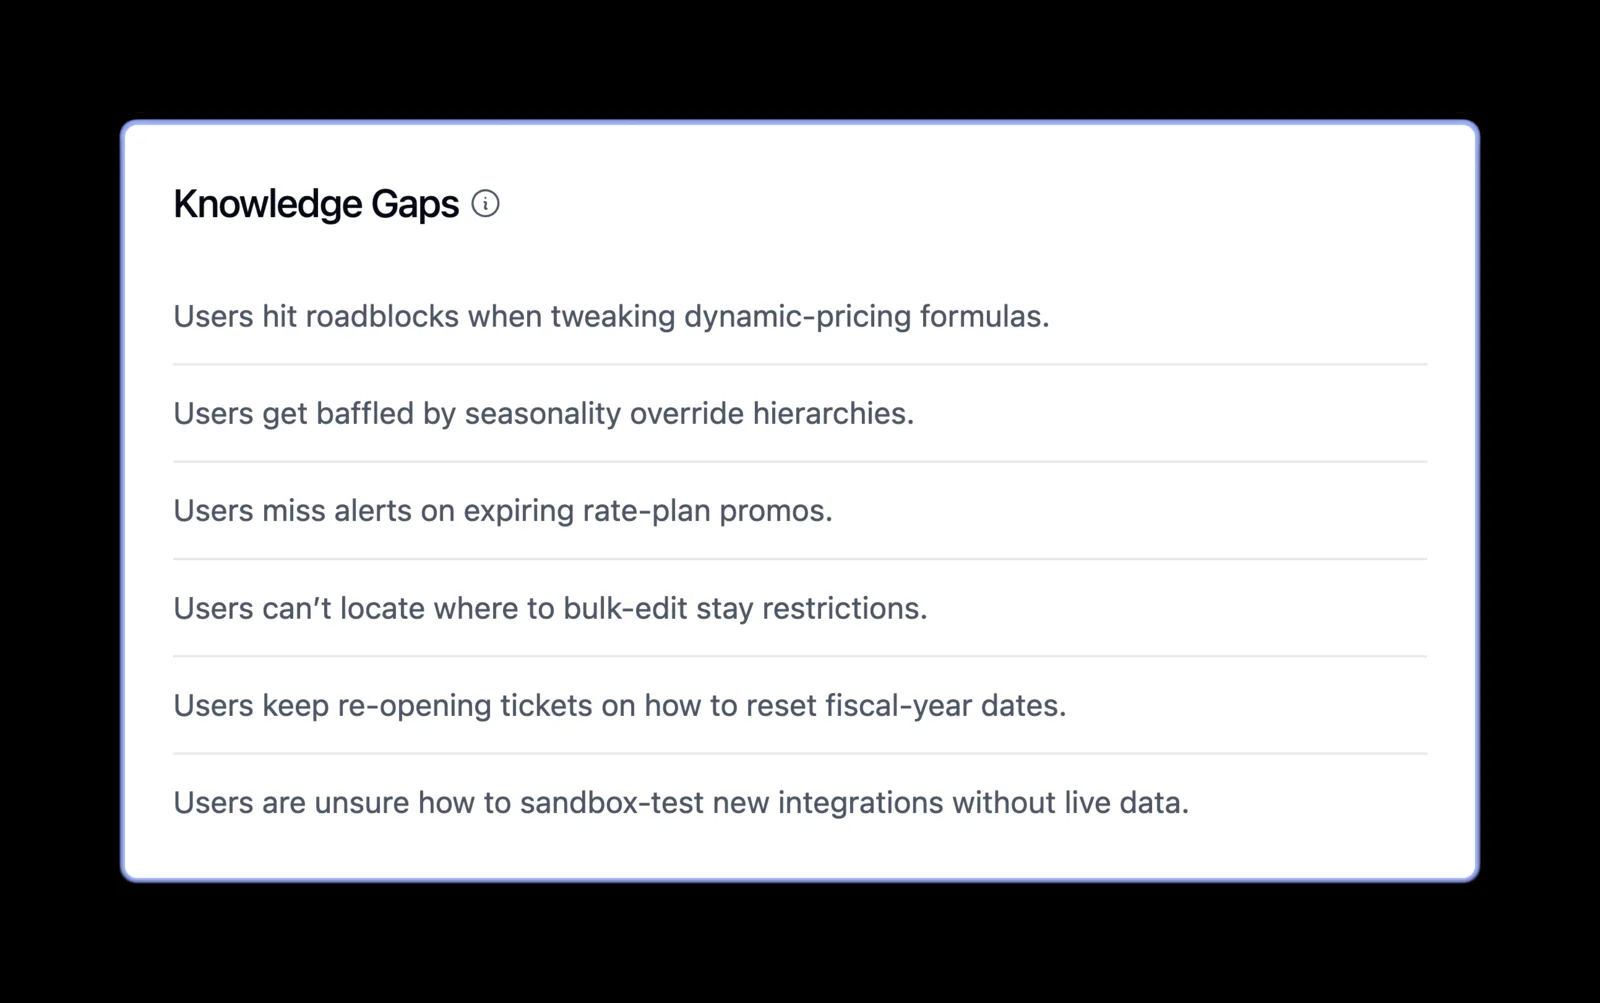 Knowledge Gaps
Users hit roadblocks when tweaking dynamic-pricing formulas.
Users get baffled by seasonality override hierarchies.
Users miss alerts on expiring rate-plan promos.
Users can’t locate where to bulk-edit stay restrictions.
Users keep re-opening tickets on how to reset fiscal-year dates.
Users are unsure how to sandbox-test new integrations without live data.